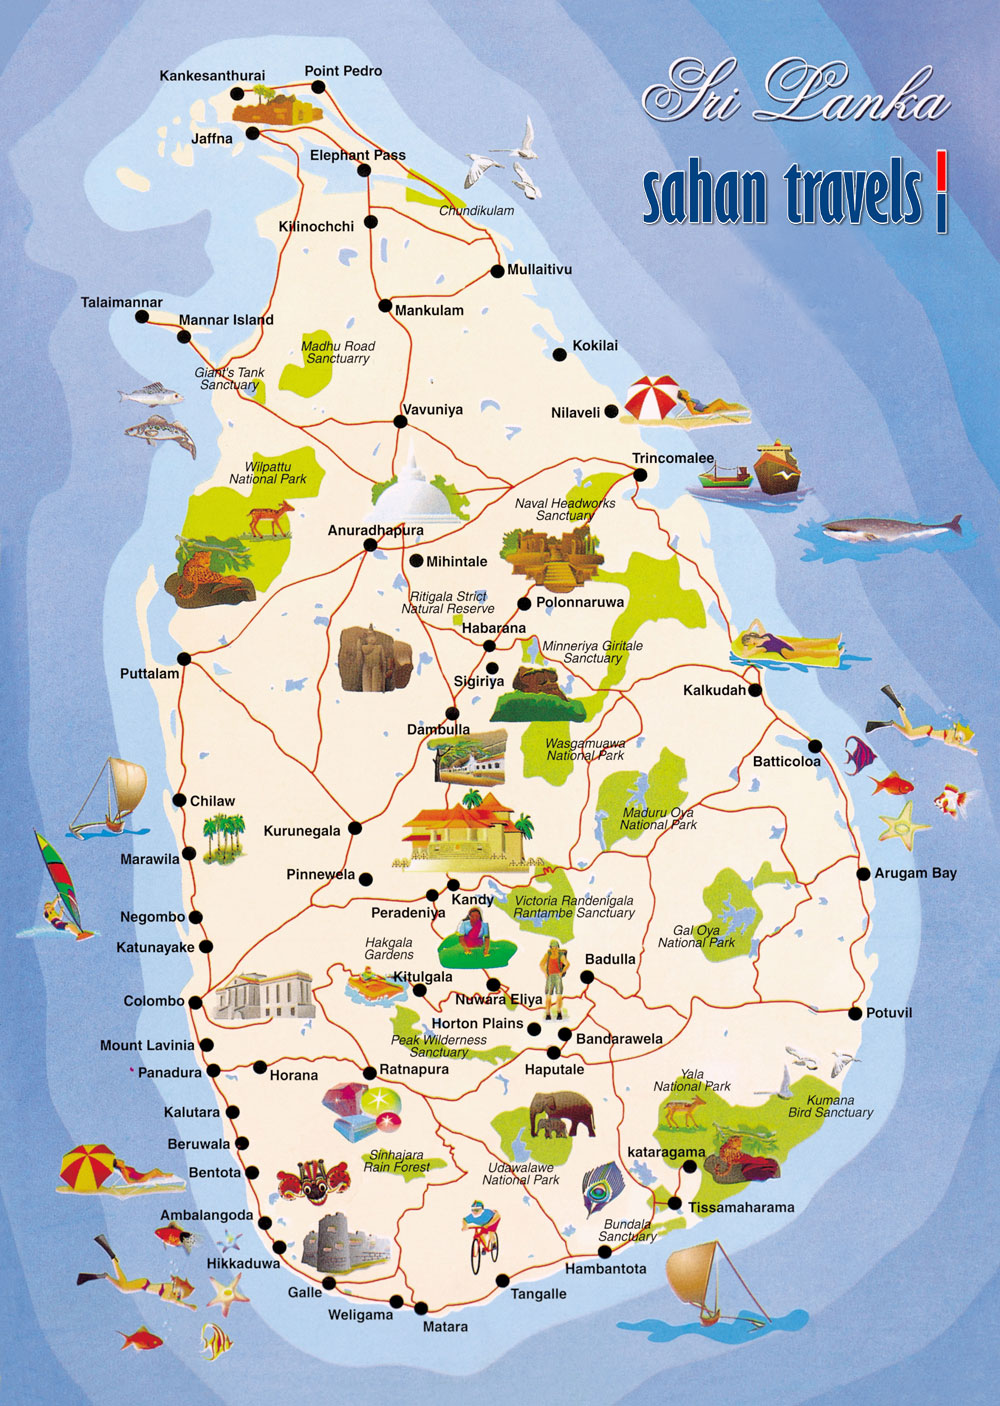 Sri Lanka
sahan travels
Kankesanthurai
Point Pedro
Jaffna
Elephant Pass
Chundikulam
Kilinochchi
Mullaitivu
Talaimannar
Mannar Island
Mankulam
Kokilai
Madhu Road
Sanctuarry
Giant's Tank
Sanctuary
Vavuniya
Nilaveli
Trincomalee
Wilpattu
National Park
Naval Headworks
Sanctuary
Anuradhapura
Mihintale
Ritigala Strict
Natural Reserve
Polonnaruwa
Habarana
Minneriya Giritale
Sanctuary
Puttalam
Sigiriya
Kalkudah
Dambulla
Wasgamuawa
National Park
Batticoloa
Chilaw
Maduru Oya
National Park
Kurunegala
Marawila
Pinnewela
Arugam Bay
Kandy
Peradeniya
Victoria Randenigala
Rantambe Sanctuary
Negombo
Gal Oya
National Park
Katunayake
Hakgala
Gardens
Badulla
Kitulgala
Colombo
Nuwara Eliya
Potuvil
Horton Plains
Mount Lavinia
Peak Wilderness
Sanctuary
Bandarawela
Panadura
Horana
Ratnapura
Haputale
Yala
National Park
Kumana
Bird Sanctuary
Kalutara
Beruwala
Sinhajara
Rain Forest
kataragama
Bentota
Udawalawe
National Park
Ambalangoda
Tissamaharama
Bundala
Sanctuary
Hikkaduwa
Hambantota
Galle
Tangalle
Weligama
Matara